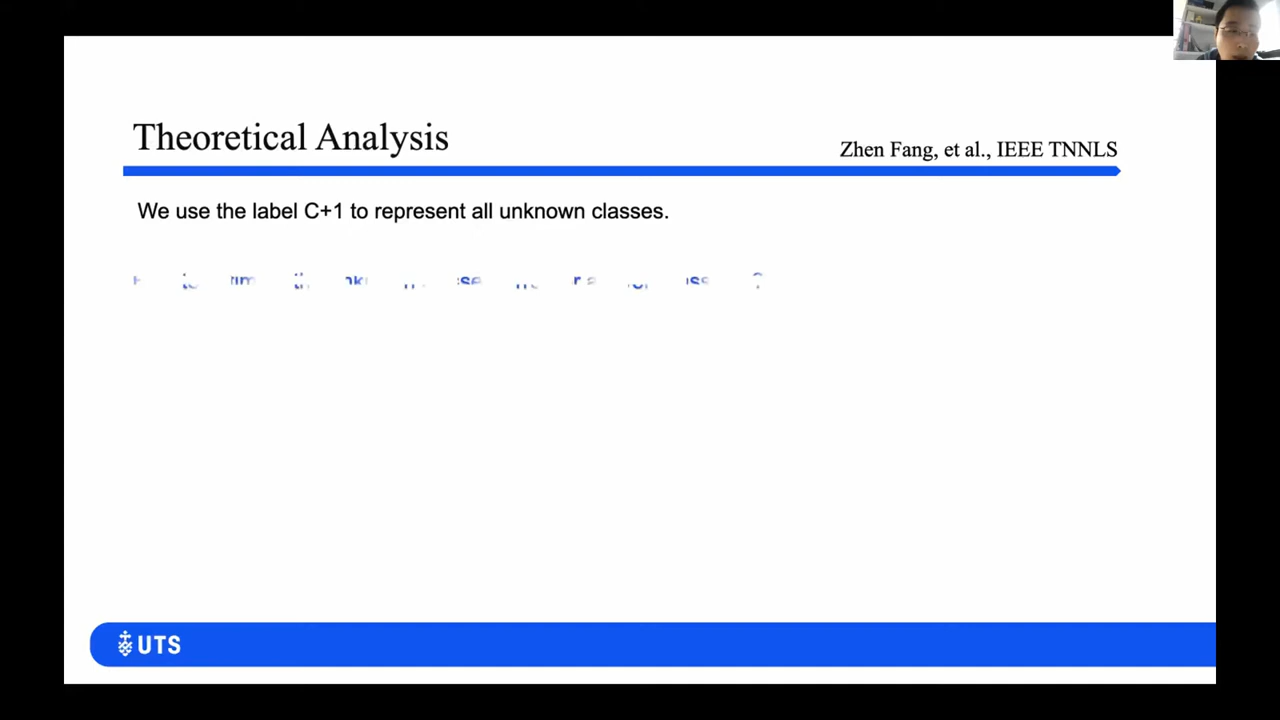 Theoretical Analysis
Zhen Fang, et al., IEEE TNNLS
We use the label C+1 to represent all unknown classes.
UTS